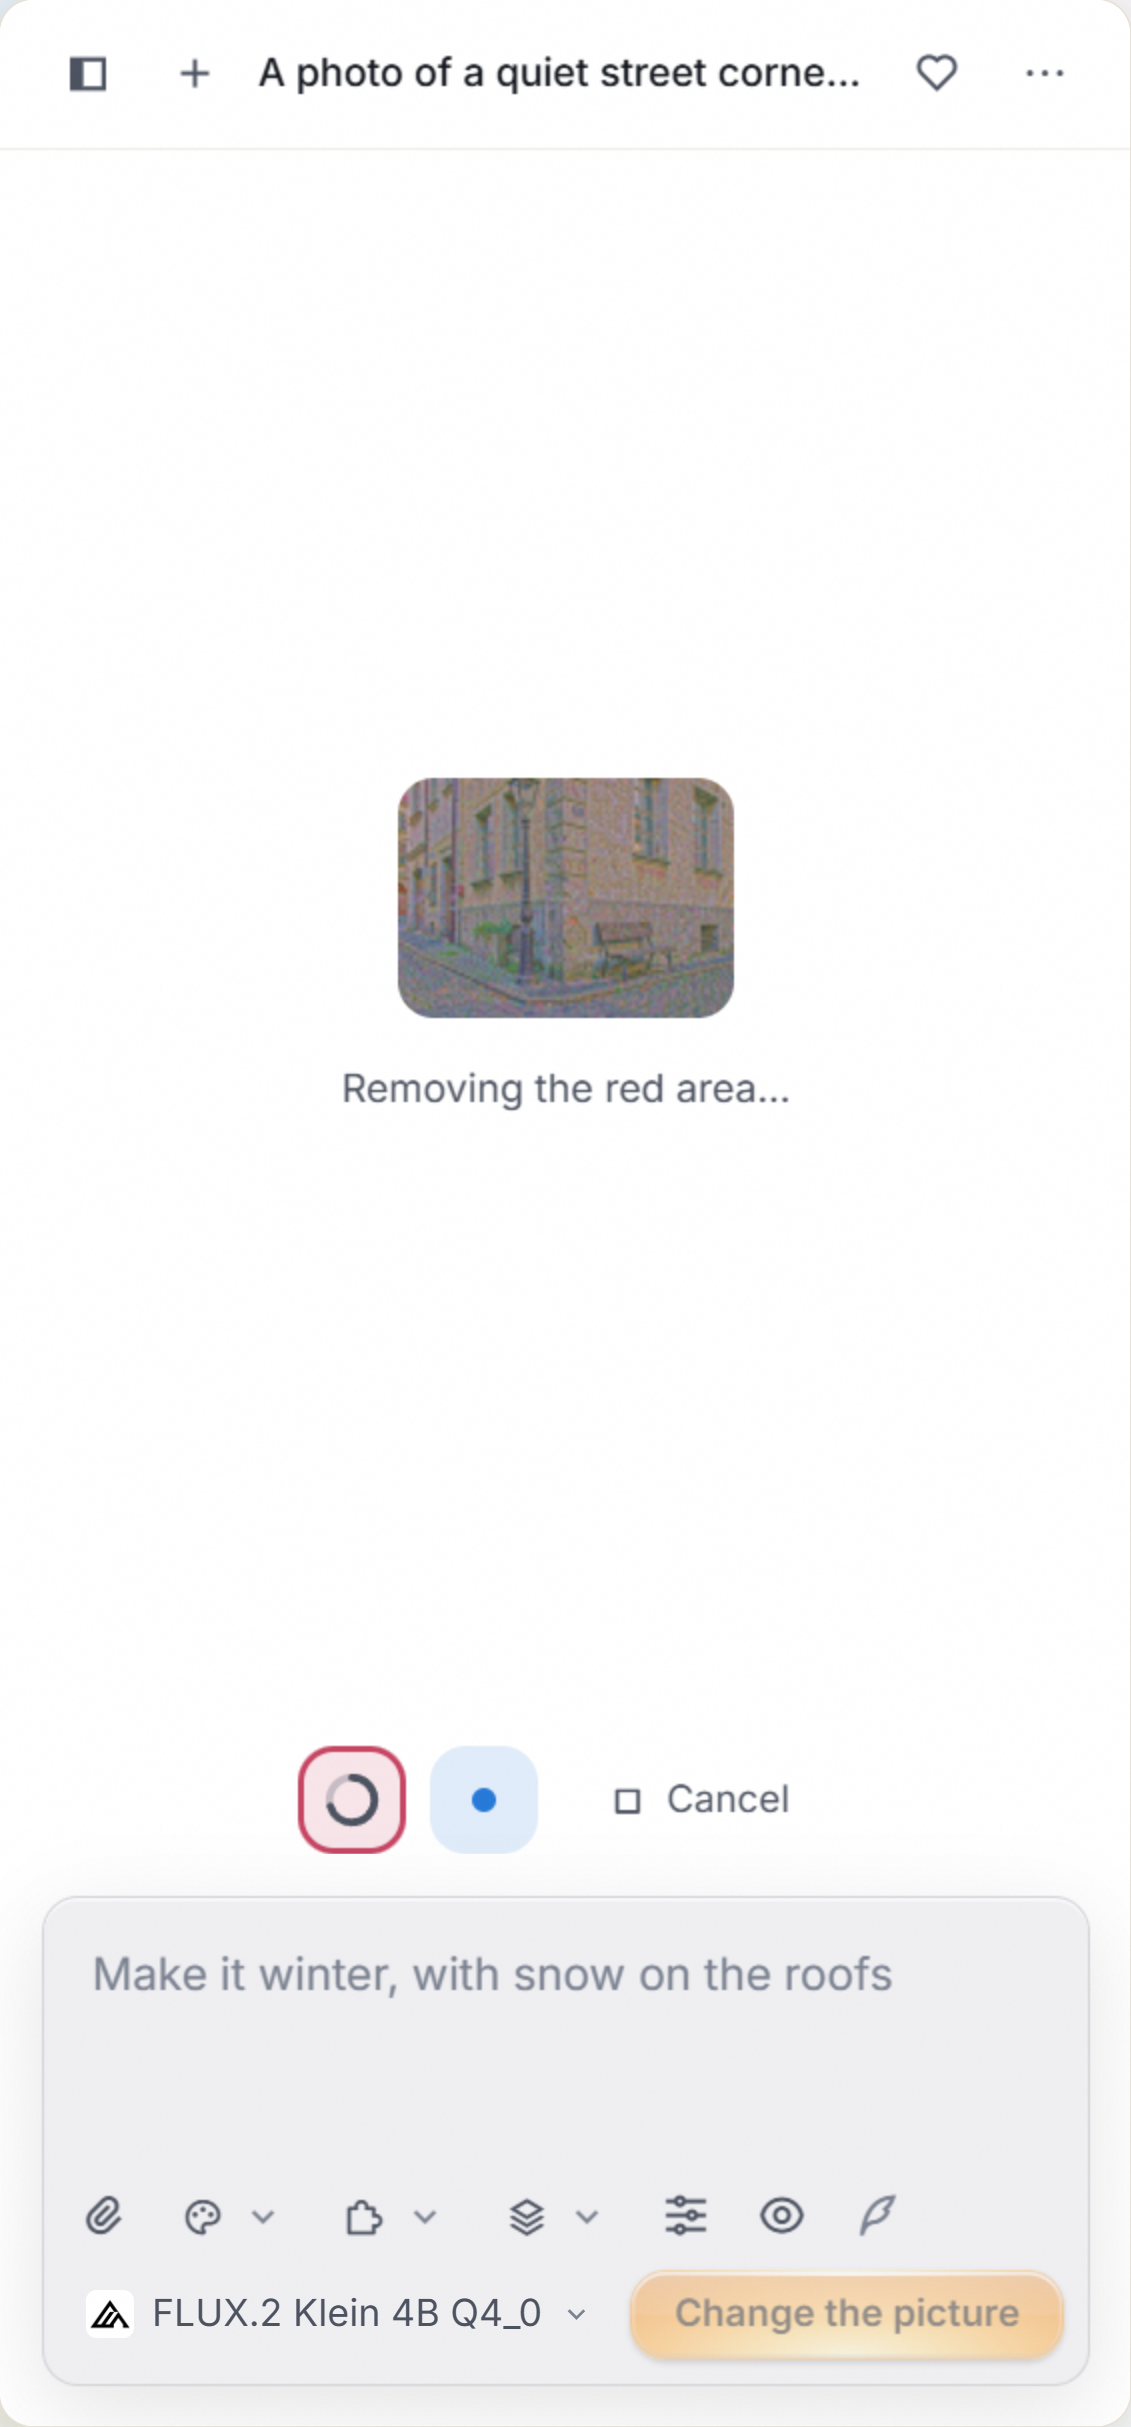 A photo of a quiet street corne...
Removing the red area...
Cancel
Make it winter, with snow on the roofs
FLUX.2 Klein 4B Q4_0
Change the picture